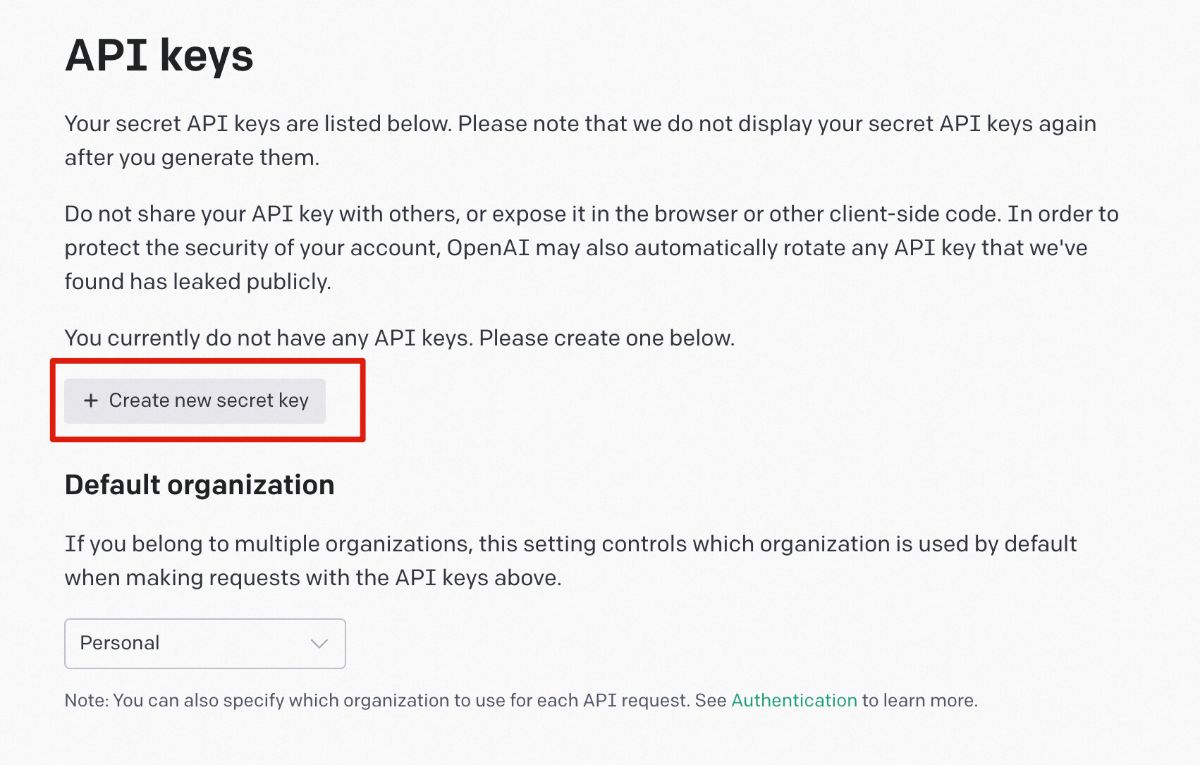 API keys
Your secret API keys are listed below. Please note that we do not display your secret API keys again
after you generate them.
Do not share your API key with others, or expose it in the browser or other client-side code. In order to
protect the security of your account, OpenAI may also automatically rotate any API key that we've
found has leaked publicly.
You currently do not have any API keys. Please create one below.
+ Create new secret key
Default organization
If you belong to multiple organizations, this setting controls which organization is used by default
when making requests with the API keys above.
Personal
Note: You can also specify which organization to use for each API request. See Authentication to learn more.